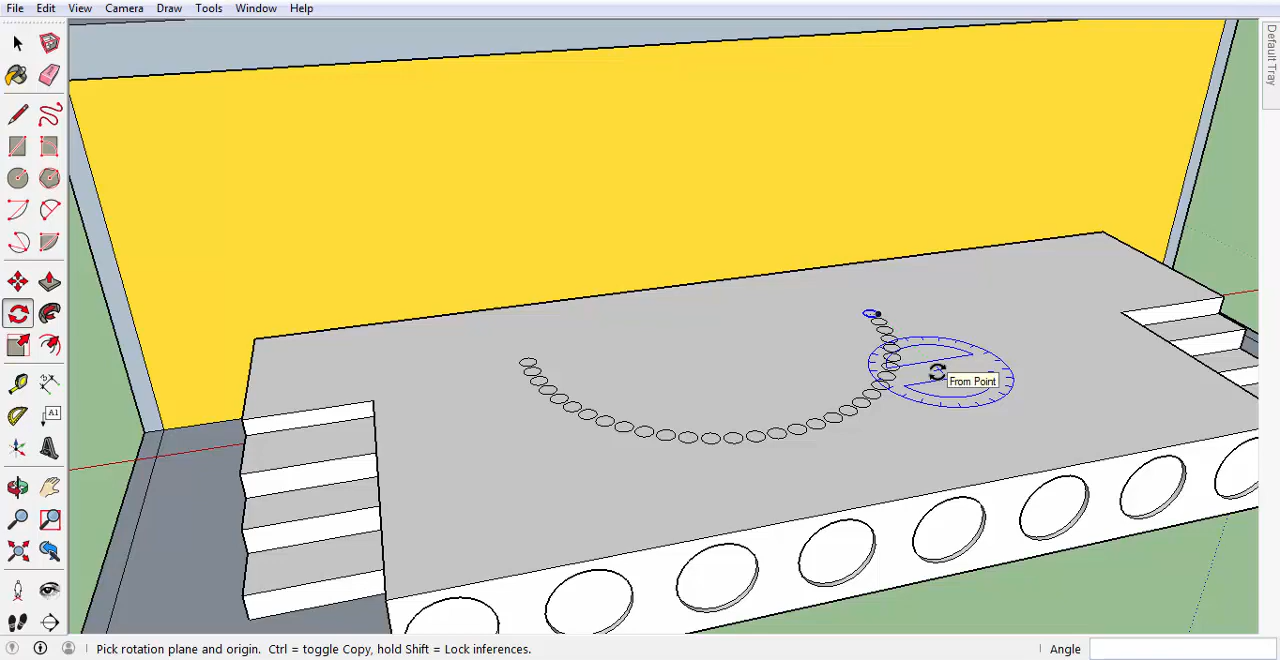 File Edit View Camera Draw Tools Window Help
Default Tray
A1
From Point
Pick rotation plane and origin. Ctrl = toggle Copy, hold Shift = Lock inferences.
Angle